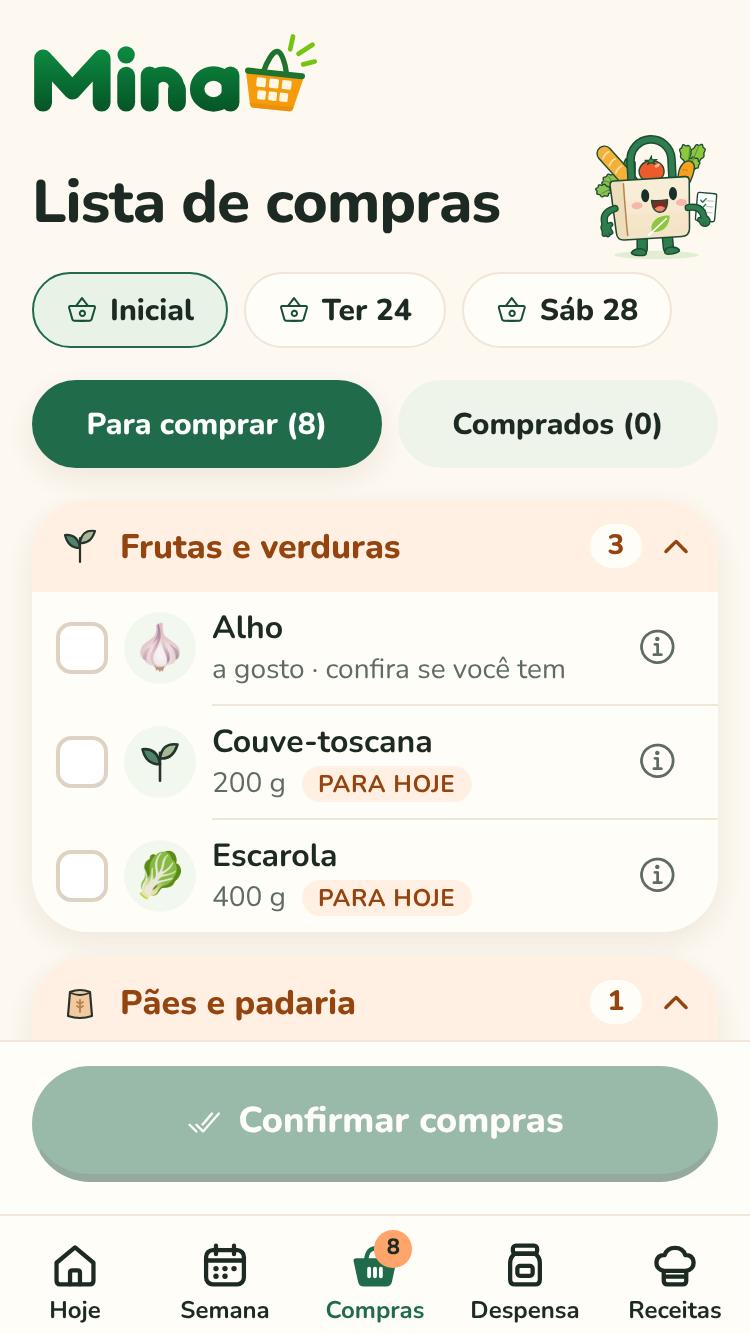 Mina
Lista de compras
Inicial
Ter 24
Sáb 28
Para comprar (8)
Comprados (0)
Frutas e verduras
3
Alho
a gosto · confira se você tem
Couve-toscana
200 g PARA HOJE
Escarola
400 g PARA HOJE
Pães e padaria
1
Confirmar compras
8
Hoje
Semana
Compras
Despensa
Receitas